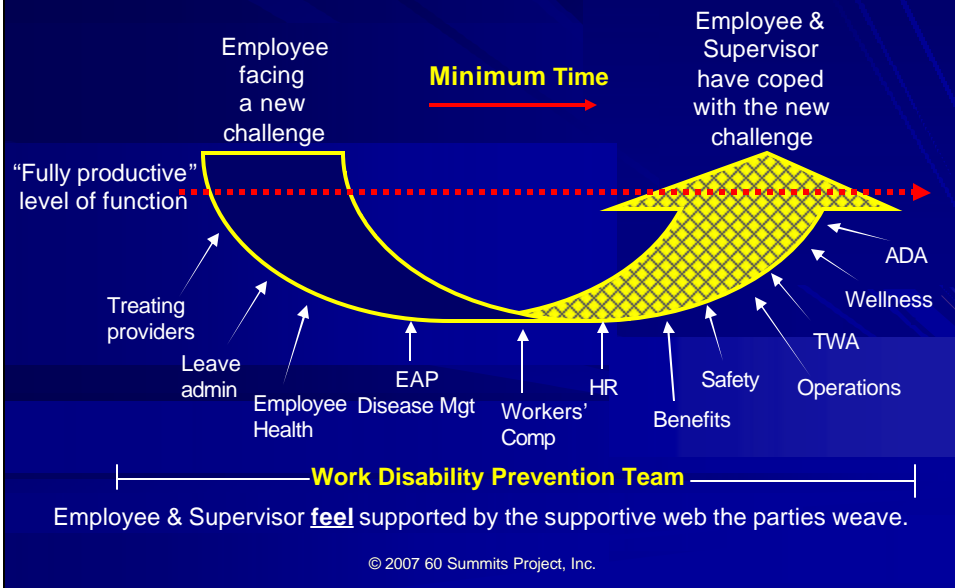 Employee
facing
a new
challenge
Minimum Time
Employee &
Supervisor
have coped
with the new
challenge
“Fully productive”
level of function
Treating
providers
Leave
admin
Employee
Health
EAP
Disease Mgt
Workers’
Comp
HR
Benefits
Safety
Operations
TWA
Wellness
ADA
Work Disability Prevention Team
Employee & Supervisor feel supported by the supportive web the parties weave.
© 2007 60 Summits Project, Inc.